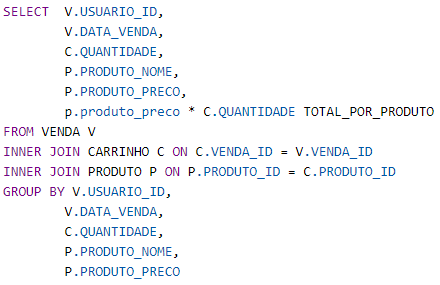 SELECT  V.USUARIO_ID,
        V.DATA_VENDA,
        C.QUANTIDADE,
        P.PRODUTO_NOME,
        P.PRODUTO_PRECO,
        p.produto_preco * C.QUANTIDADE TOTAL_POR_PRODUTO
FROM VENDA V
INNER JOIN CARRINHO C ON C.VENDA_ID = V.VENDA_ID
INNER JOIN PRODUTO P ON P.PRODUTO_ID = C.PRODUTO_ID
GROUP BY V.USUARIO_ID,
        V.DATA_VENDA,
        C.QUANTIDADE,
        P.PRODUTO_NOME,
        P.PRODUTO_PRECO